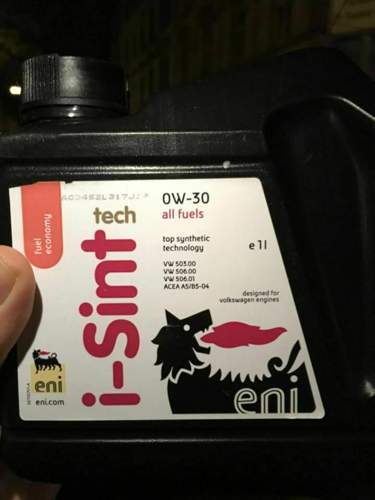 0W-30
all fuels
tech
i-Sint
fuel
economy
top synthetic
technology
e 1 l
VW 503.00
VW 506.00
VW 506.01
ACEA A5/B5-04
designed for
volkswagen engines
eni
eni.com
eni